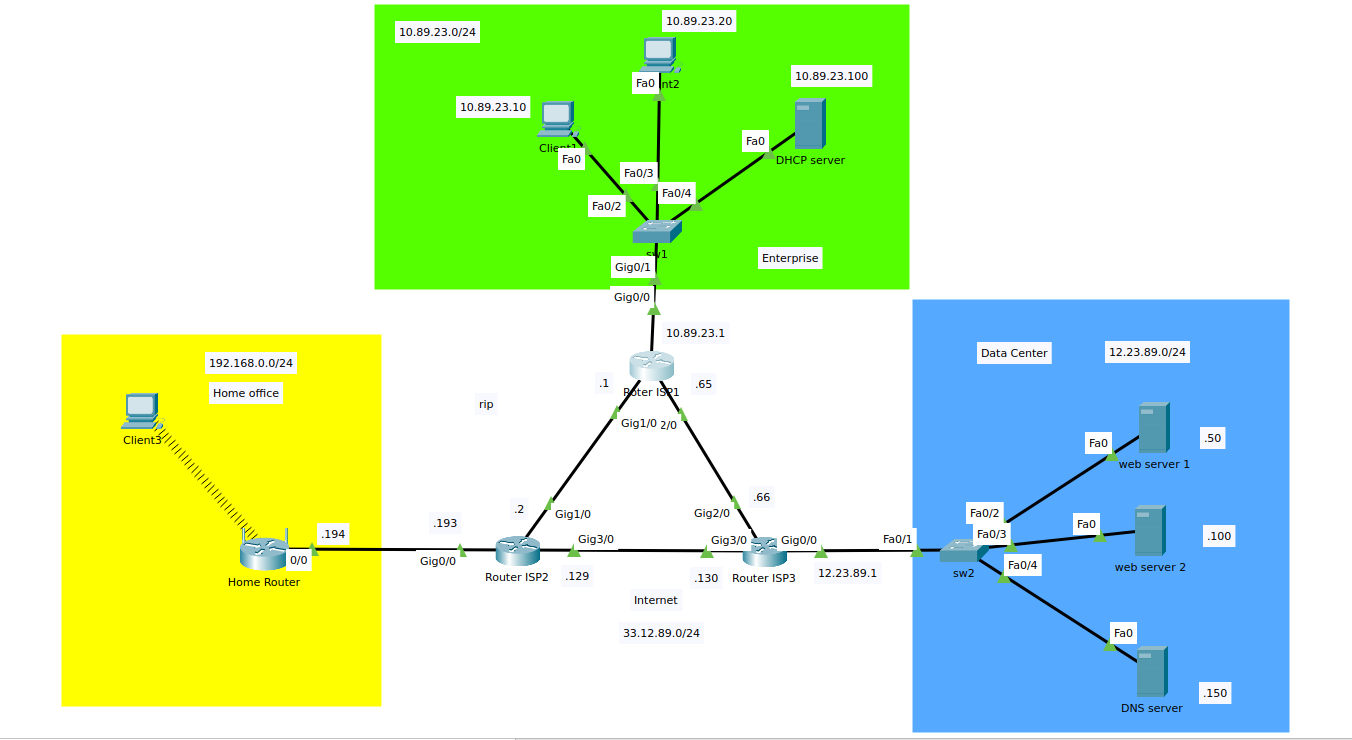 10.89.23.0/24
10.89.23.20
10.89.23.100
10.89.23.10
Fa0
nt2
Fa0
DHCP server
Client1
Fa0
Fa0/3
Fa0/4
Fa0/2
sw1
Enterprise
Gig0/1
Gig0/0
10.89.23.1
192.168.0.0/24
Home office
Client3
.194
0/0
Home Router
rip
.1
.65
Roter ISP1
Gig1/0
2/0
.2
Gig1/0
.66
Gig2/0
.193
Gig0/0
Gig3/0
Router ISP2
.129
Gig3/0
Gig0/0
.130
Router ISP3
12.23.89.1
Internet
33.12.89.0/24
Data Center
12.23.89.0/24
Fa0
.50
web server 1
Fa0/2
Fa0/3
Fa0
.100
web server 2
Fa0/1
sw2
Fa0/4
Fa0
.150
DNS server